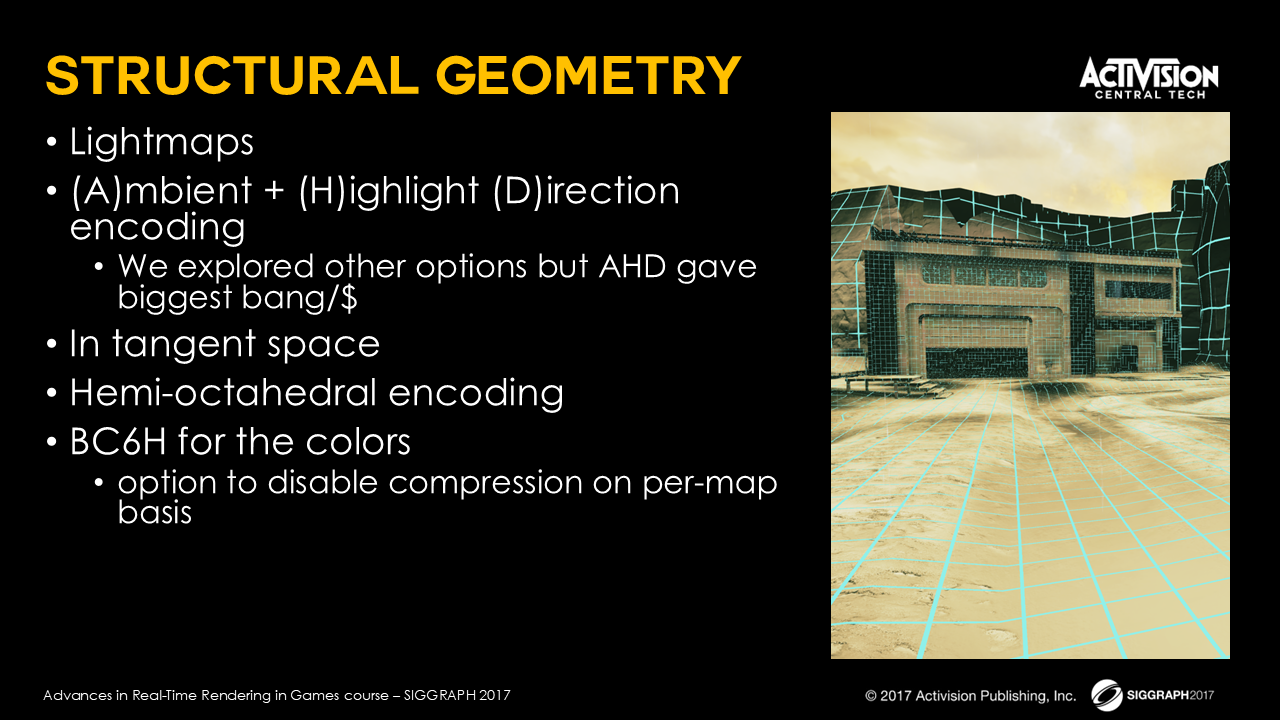 STRUCTURAL GEOMETRY
ACTIVISION
CENTRAL TECH
• Lightmaps
• (A)mbient + (H)ighlight (D)irection
encoding
• We explored other options but AHD gave
biggest bang/$
• In tangent space
• Hemi-octahedral encoding
• BC6H for the colors
• option to disable compression on per-map
basis
Advances in Real-Time Rendering in Games course – SIGGRAPH 2017
© 2017 Activision Publishing, Inc.
SIGGRAPH2017